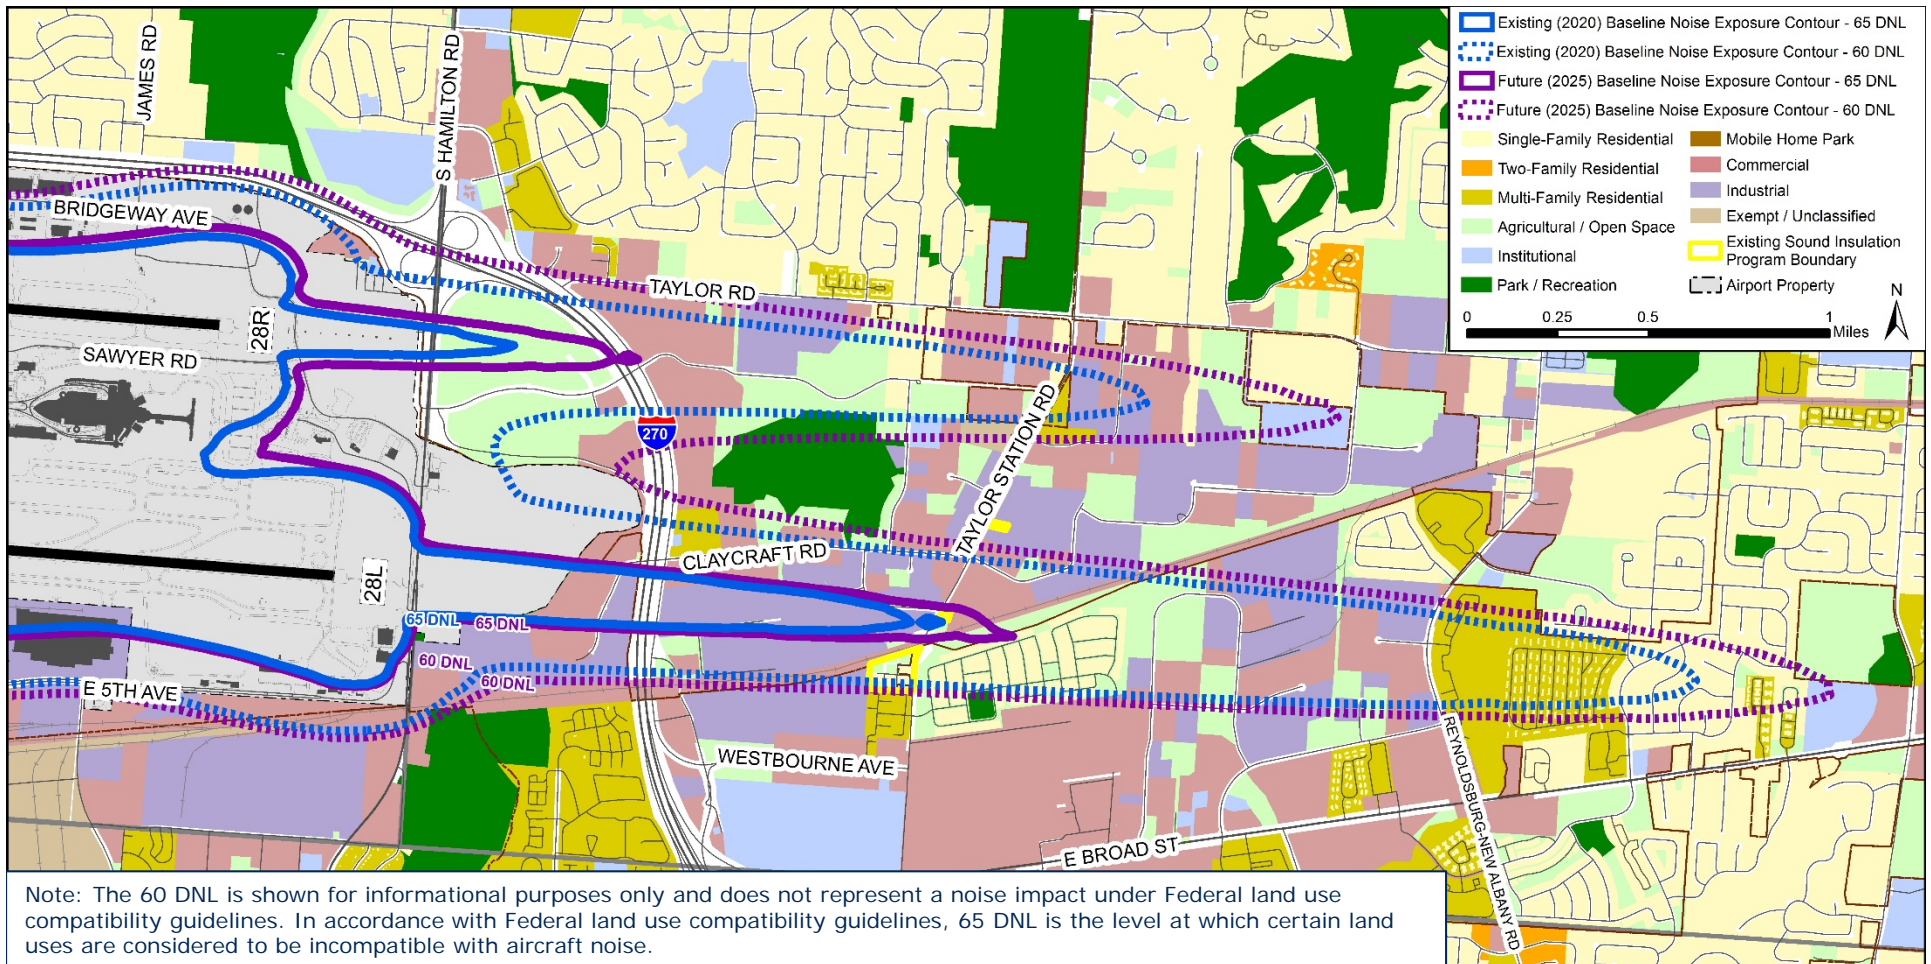 JAMES RD
S HAMILTON RD
BRIDGEWAY AVE
28R
SAWYER RD
TAYLOR RD
270
TAYLOR STATION RD
CLAYCRAFT RD
28L
65 DNL
65 DNL
60 DNL
60 DNL
E 5TH AVE
WESTBOURNE AVE
E BROAD ST
REYNOLDSBURG-NEW ALBANY RD
Existing (2020) Baseline Noise Exposure Contour - 65 DNL
Existing (2020) Baseline Noise Exposure Contour - 60 DNL
Future (2025) Baseline Noise Exposure Contour - 65 DNL
Future (2025) Baseline Noise Exposure Contour - 60 DNL
Single-Family Residential
Two-Family Residential
Multi-Family Residential
Agricultural / Open Space
Institutional
Park / Recreation
Mobile Home Park
Commercial
Industrial
Exempt / Unclassified
Existing Sound Insulation
Program Boundary
Airport Property
N
0 0.25 0.5 1
Miles
Note: The 60 DNL is shown for informational purposes only and does not represent a noise impact under Federal land use
compatibility guidelines. In accordance with Federal land use compatibility guidelines, 65 DNL is the level at which certain land
uses are considered to be incompatible with aircraft noise.